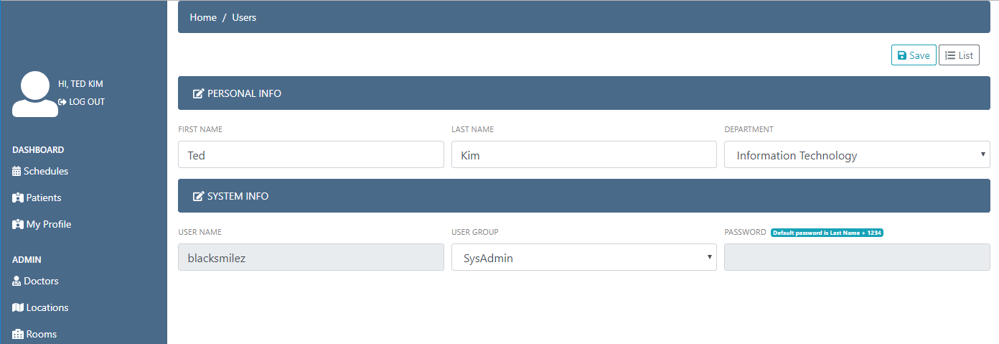 Home / Users
Save
List
HI, TED KIM
LOG OUT
DASHBOARD
Schedules
Patients
My Profile
ADMIN
Doctors
Locations
Rooms
PERSONAL INFO
FIRST NAME
LAST NAME
DEPARTMENT
Ted
Kim
Information Technology
SYSTEM INFO
USER NAME
USER GROUP
PASSWORD Default password is Last Name + 1234
blacksmilez
SysAdmin